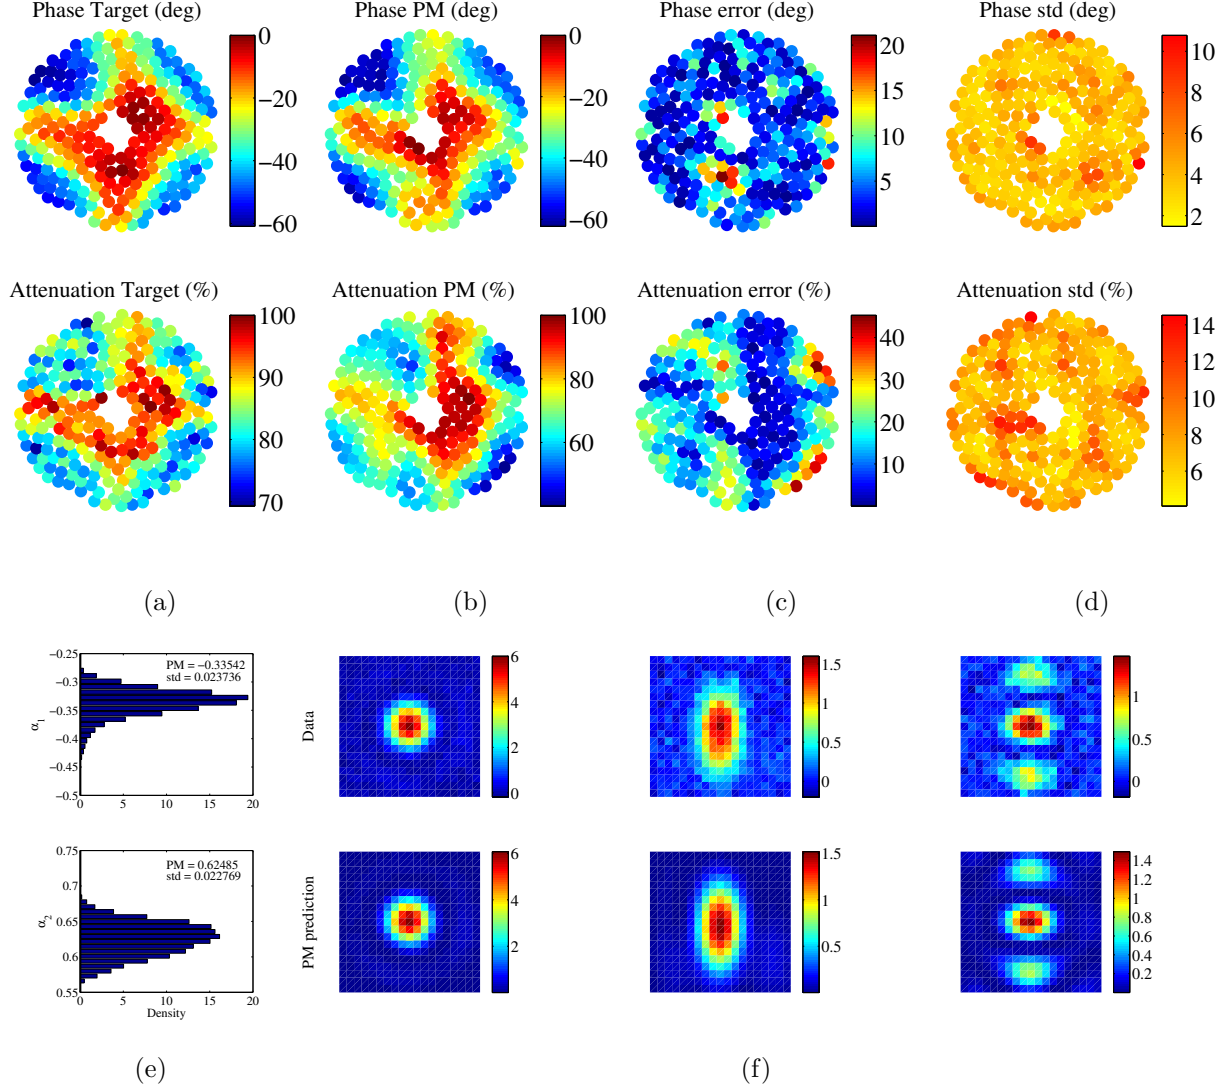 Phase Target (deg) Phase PM (deg) Phase error (deg) Phase std (deg)
0 −20 −40 −60
0 −20 −40 −60
20 15 10 5
10 8 6 4 2
Attenuation Target (%) Attenuation PM (%) Attenuation error (%) Attenuation std (%)
100 90 80 70
100 80 60
40 30 20 10
14 12 10 8 6
(a) (b) (c) (d)
−0.25 −0.3 −0.35 −0.4 −0.45 −0.5
α1
PM = −0.33542
std = 0.023736
0 5 10 15 20
Data
6 4 2 0
1.5 1 0.5 0
1 0.5 0
0.75 0.7 0.65 0.6 0.55
α2
PM = 0.62485
std = 0.022769
0 5 10 15 20
Density
PM prediction
6 4 2
1.5 1 0.5
1.4 1.2 1 0.8 0.6 0.4 0.2
(e) (f)